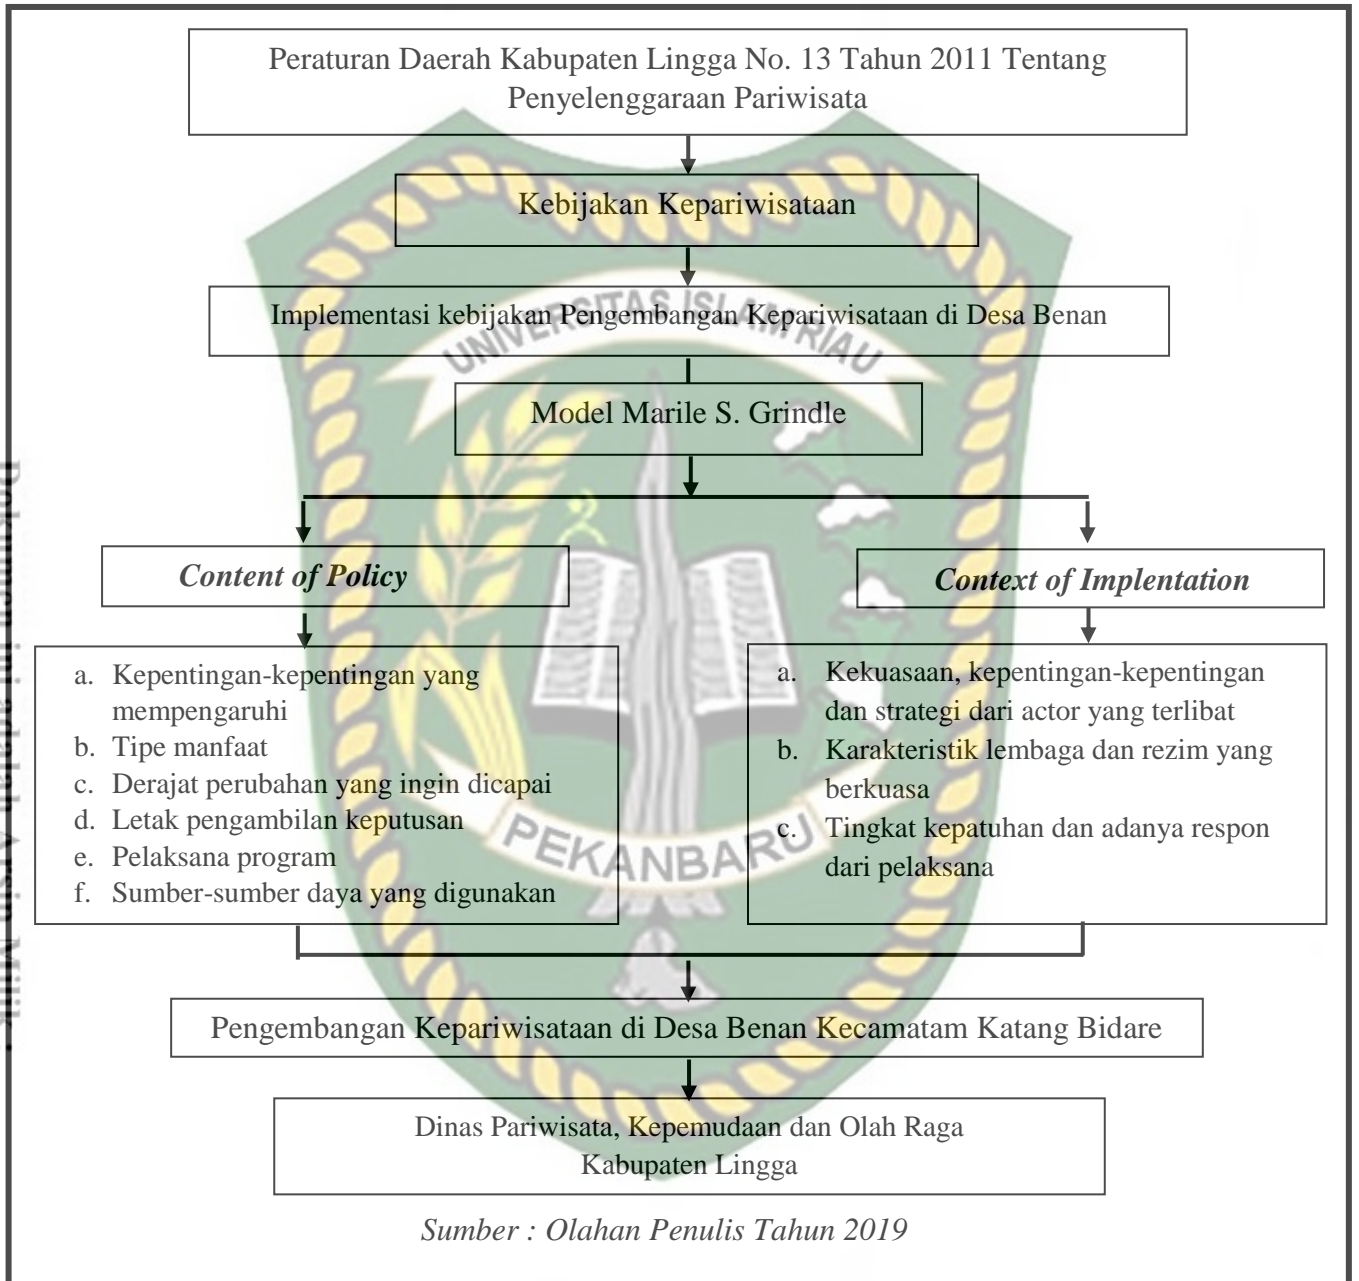 Peraturan Daerah Kabupaten Lingga No. 13 Tahun 2011 Tentang
Penyelenggaraan Pariwisata
Kebijakan Kepariwisataan
UNIVERSITAS ISLAM RIAU
Implementasi kebijakan Pengembangan Kepariwisataan di Desa Benan
Model Marile S. Grindle
Content of Policy
a. Kepentingan-kepentingan yang
mempengaruhi
b. Tipe manfaat
c. Derajat perubahan yang ingin dicapai
d. Letak pengambilan keputusan
e. Pelaksana program
f. Sumber-sumber daya yang digunakan
Context of Implentation
a. Kekuasaan, kepentingan-kepentingan
dan strategi dari actor yang terlibat
b. Karakteristik lembaga dan rezim yang
berkuasa
c. Tingkat kepatuhan dan adanya respon
dari pelaksana
PEKANBARU
Pengembangan Kepariwisataan di Desa Benan Kecamatam Katang Bidare
Dinas Pariwisata, Kepemudaan dan Olah Raga
Kabupaten Lingga
Sumber : Olahan Penulis Tahun 2019
Dokumen ini adalah Arsip Milik :